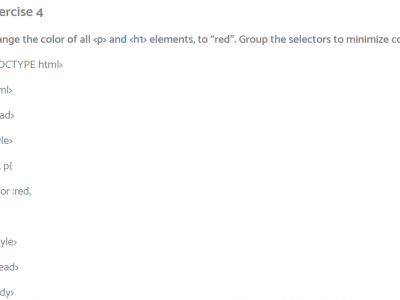 ercise 4
ange the color of all <p> and <h1> elements, to “red”. Group the selectors to minimize co
OCTYPE html>
ml>
ad>
yle>
, p{
or :red,
yle>
ead>
dy>